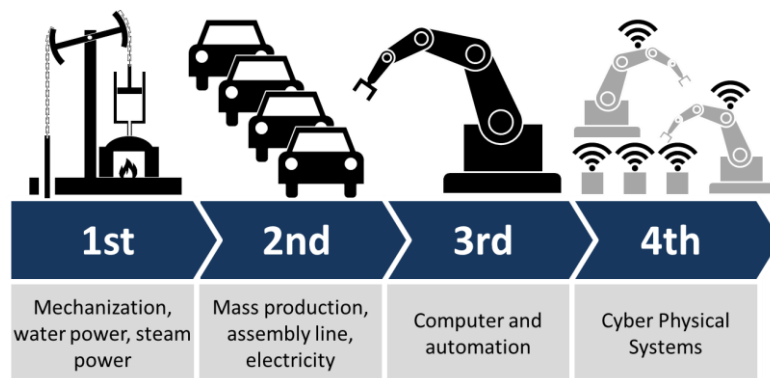 1st
2nd
3rd
4th
Mechanization,
water power, steam
power
Mass production,
assembly line,
electricity
Computer and
automation
Cyber Physical
Systems